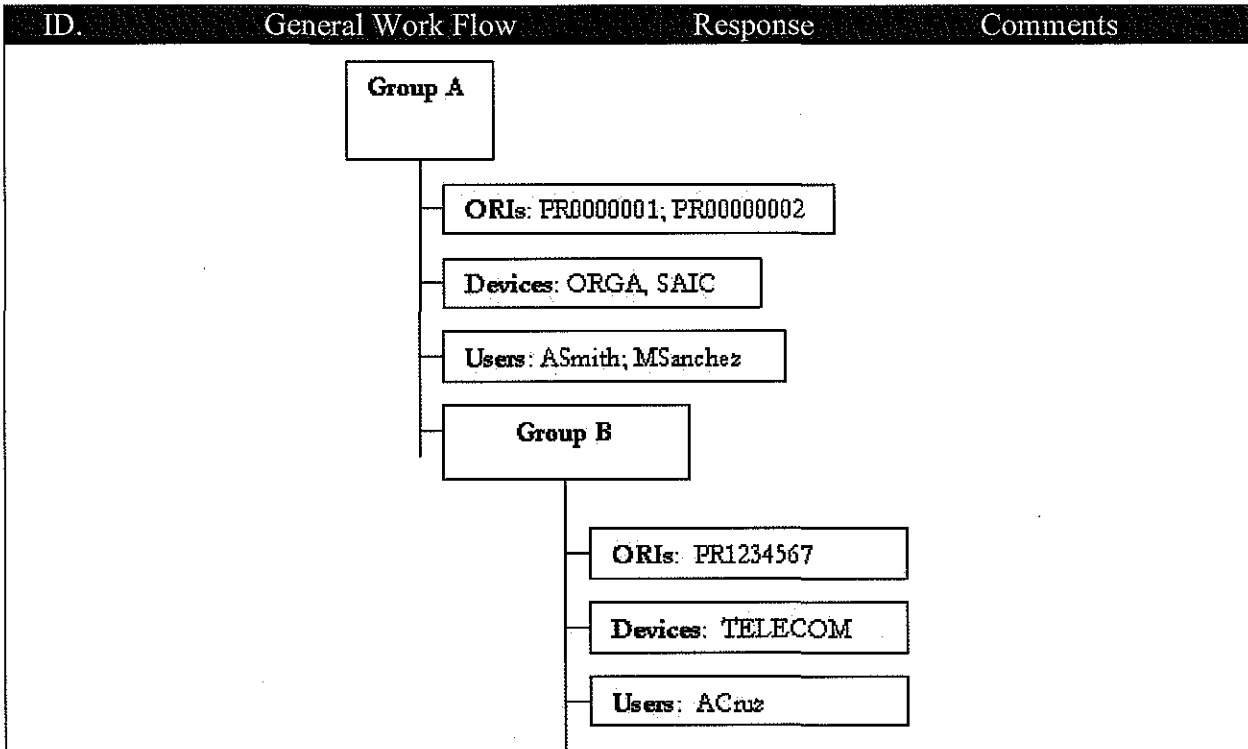 ID. General Work Flow Response Comments
Group A
ORIs: PR0000001; PR00000002
Devices: ORGA, SAIC
Users: ASmith; MSanchez
Group B
ORIs: PR1234567
Devices: TELECOM
Users: ACruz